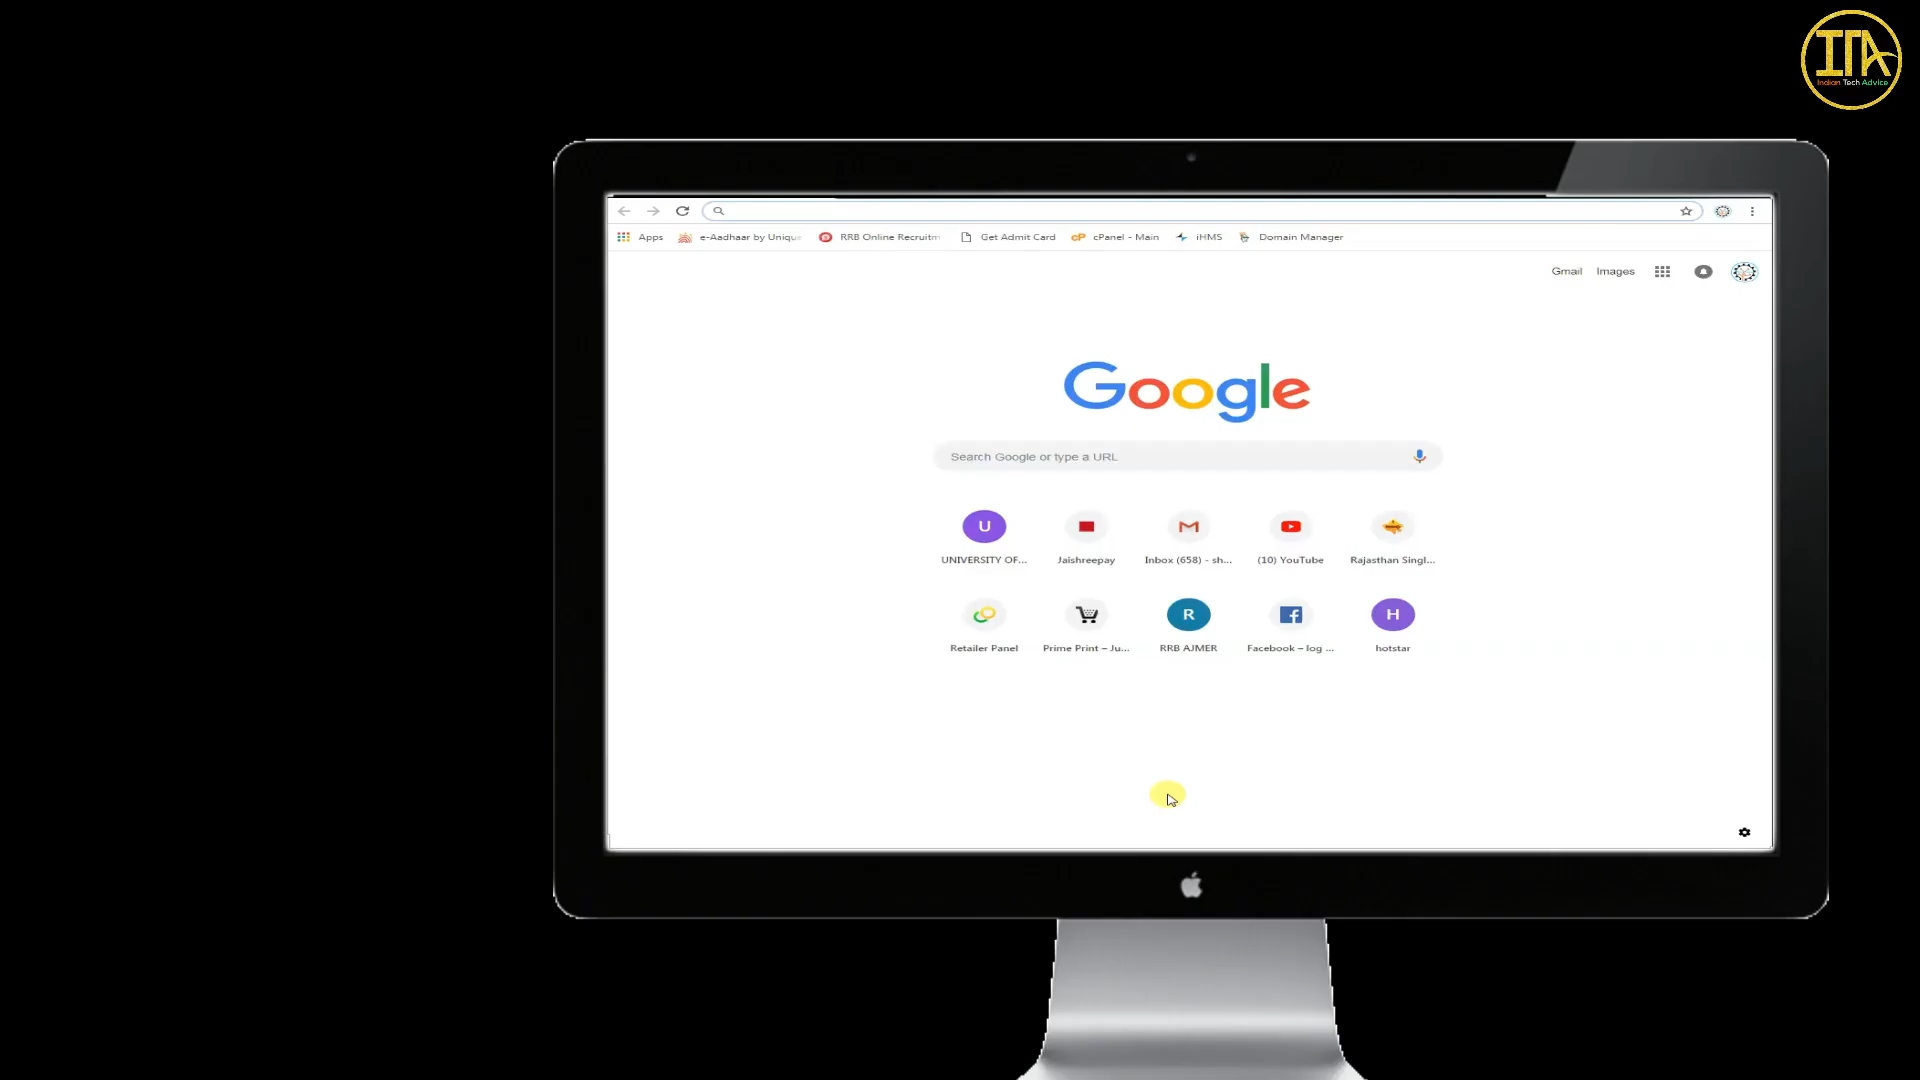 ITA
Indian Tech Advice
Apps e-Aadhaar by Uniqu RRB Online Recruitm Get Admit Card cPanel - Main iHMS Domain Manager
Gmail Images
Google
Search Google or type a URL
U
UNIVERSITY OF... Jaishreepay Inbox (658) - sh... (10) YouTube Rajasthan Singl...
R H
Retailer Panel Prime Print – Ju... RRB AJMER Facebook – log ... hotstar